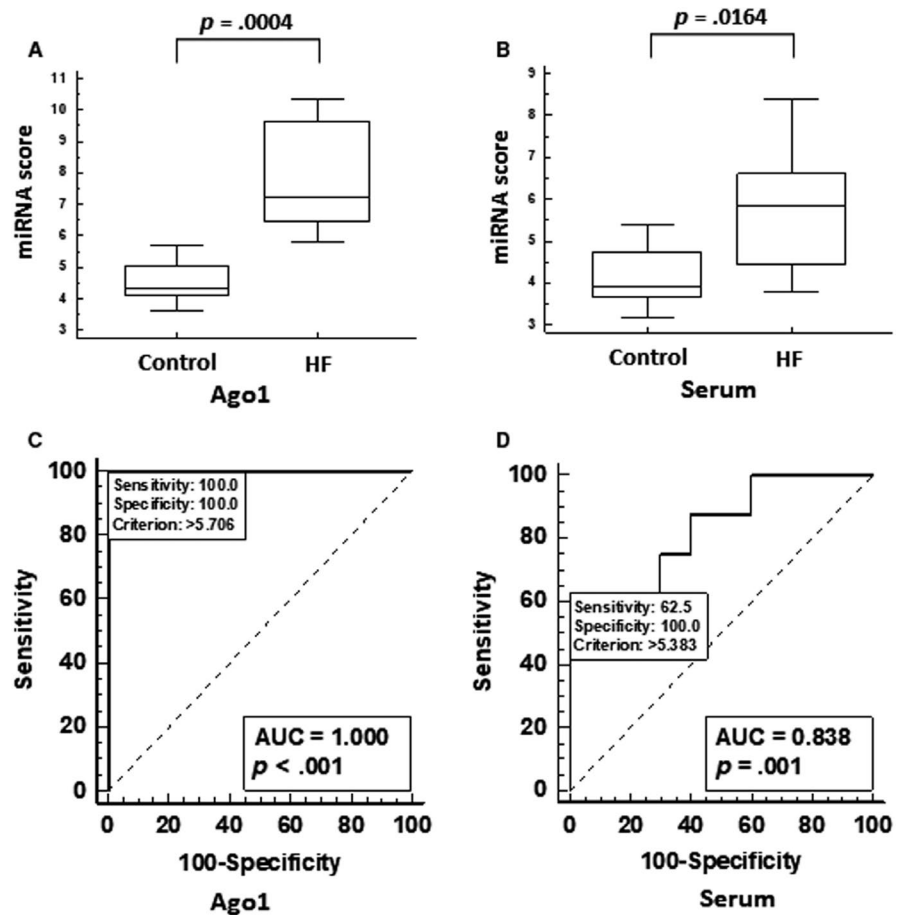 A
p = .0004
miRNA score
11
10
9
8
7
6
5
4
3
Control HF
Ago1
B
p = .0164
miRNA score
9
8
7
6
5
4
3
Control HF
Serum
C
Sensitivity
100
80
60
40
20
0
Sensitivity: 100.0
Specificity: 100.0
Criterion: >5.706
AUC = 1.000
p < .001
0 20 40 60 80 100
100-Specificity
Ago1
D
Sensitivity
100
80
60
40
20
0
Sensitivity: 62.5
Specificity: 100.0
Criterion: >5.383
AUC = 0.838
p = .001
0 20 40 60 80 100
100-Specificity
Serum